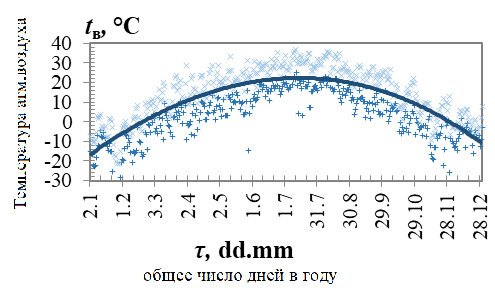 tв, °C
Температура атм.воздуха
40
30
20
10
0
-10
-20
-30
2.1 1.2 3.3 2.4 2.5 1.6 1.7 31.7 30.8 29.9 29.10 28.11 28.12
τ, dd.mm
общее число дней в году